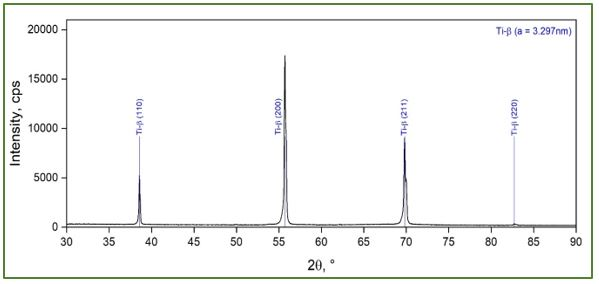 Ti-β (a = 3.297nm)
20000
15000
10000
5000
0
Intensity, cps
Ti-β (110)
Ti-β (200)
Ti-β (211)
Ti-β (220)
30 35 40 45 50 55 60 65 70 75 80 85 90
2θ, °